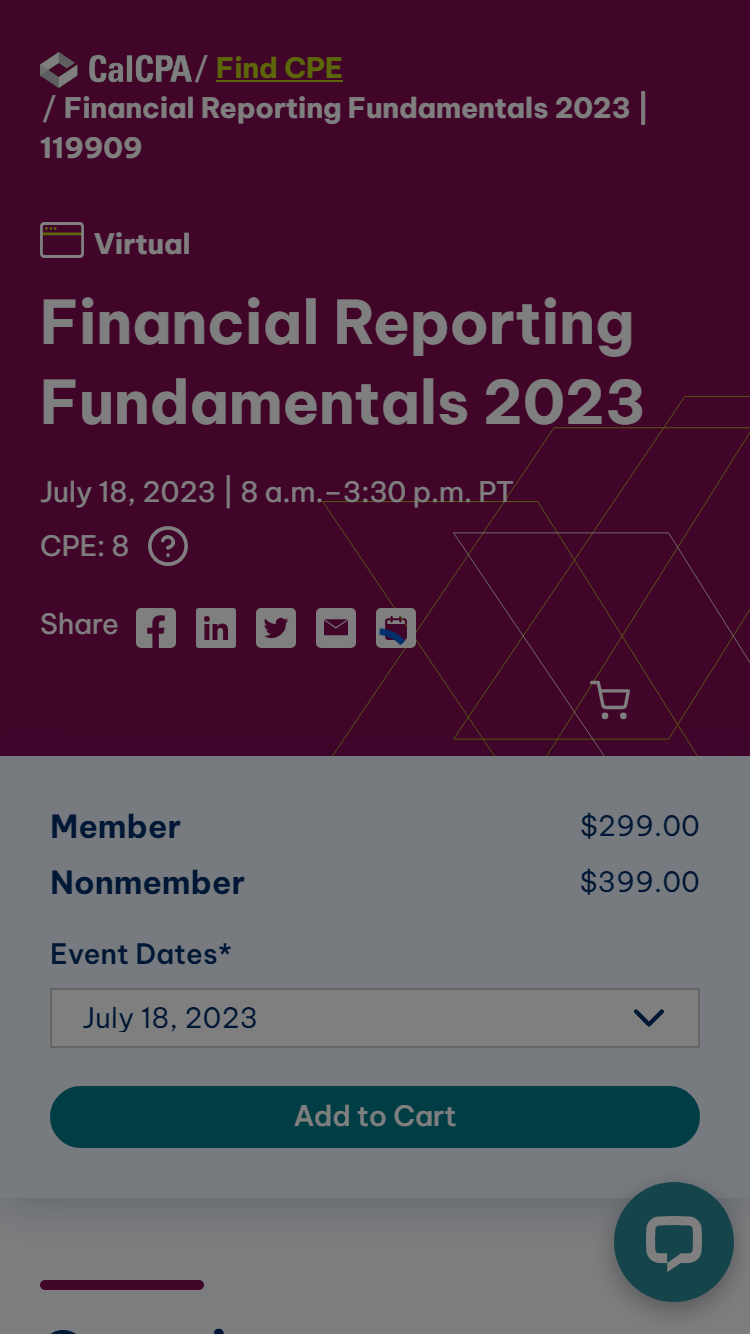 CalCPA / Find CPE
/ Financial Reporting Fundamentals 2023 |
119909
Virtual
Financial Reporting
Fundamentals 2023
July 18, 2023 | 8 a.m.–3:30 p.m. PT
CPE: 8 ?
Share
Member $299.00
Nonmember $399.00
Event Dates*
July 18, 2023
Add to Cart